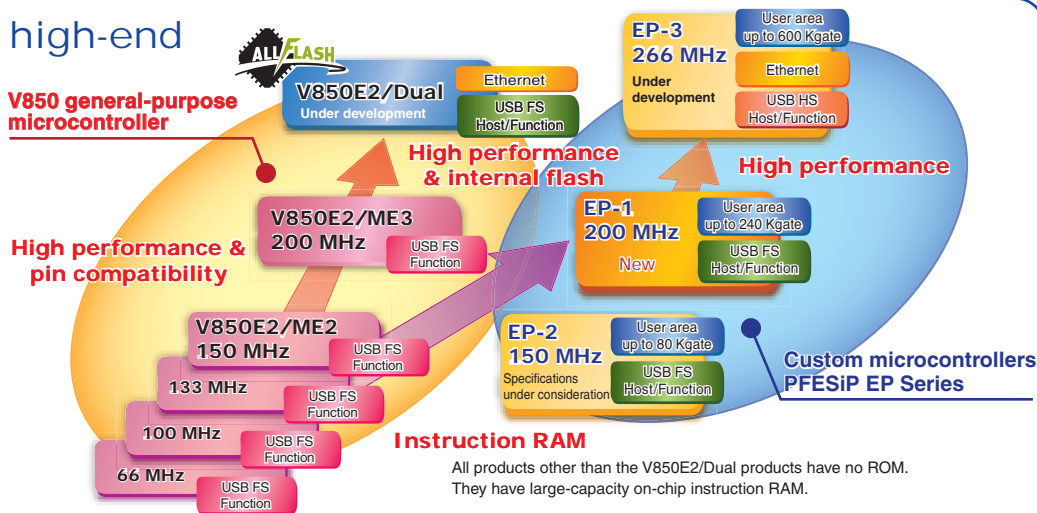 high-end
ALL FLASH
V850 general-purpose
microcontroller
V850E2/Dual
Under development
Ethernet
USB FS
Host/Function
High performance
& internal flash
V850E2/ME3
200 MHz
USB FS
Function
High performance &
pin compatibility
V850E2/ME2
150 MHz
USB FS
Function
133 MHz
USB FS
Function
100 MHz
USB FS
Function
66 MHz
USB FS
Function
EP-3
266 MHz
Under
development
User area
up to 600 Kgate
Ethernet
USB HS
Host/Function
High performance
EP-1
200 MHz
New
User area
up to 240 Kgate
USB FS
Host/Function
EP-2
150 MHz
Specifications
under consideration
User area
up to 80 Kgate
USB FS
Host/Function
Custom microcontrollers
PFESiP EP Series
Instruction RAM
All products other than the V850E2/Dual products have no ROM.
They have large-capacity on-chip instruction RAM.